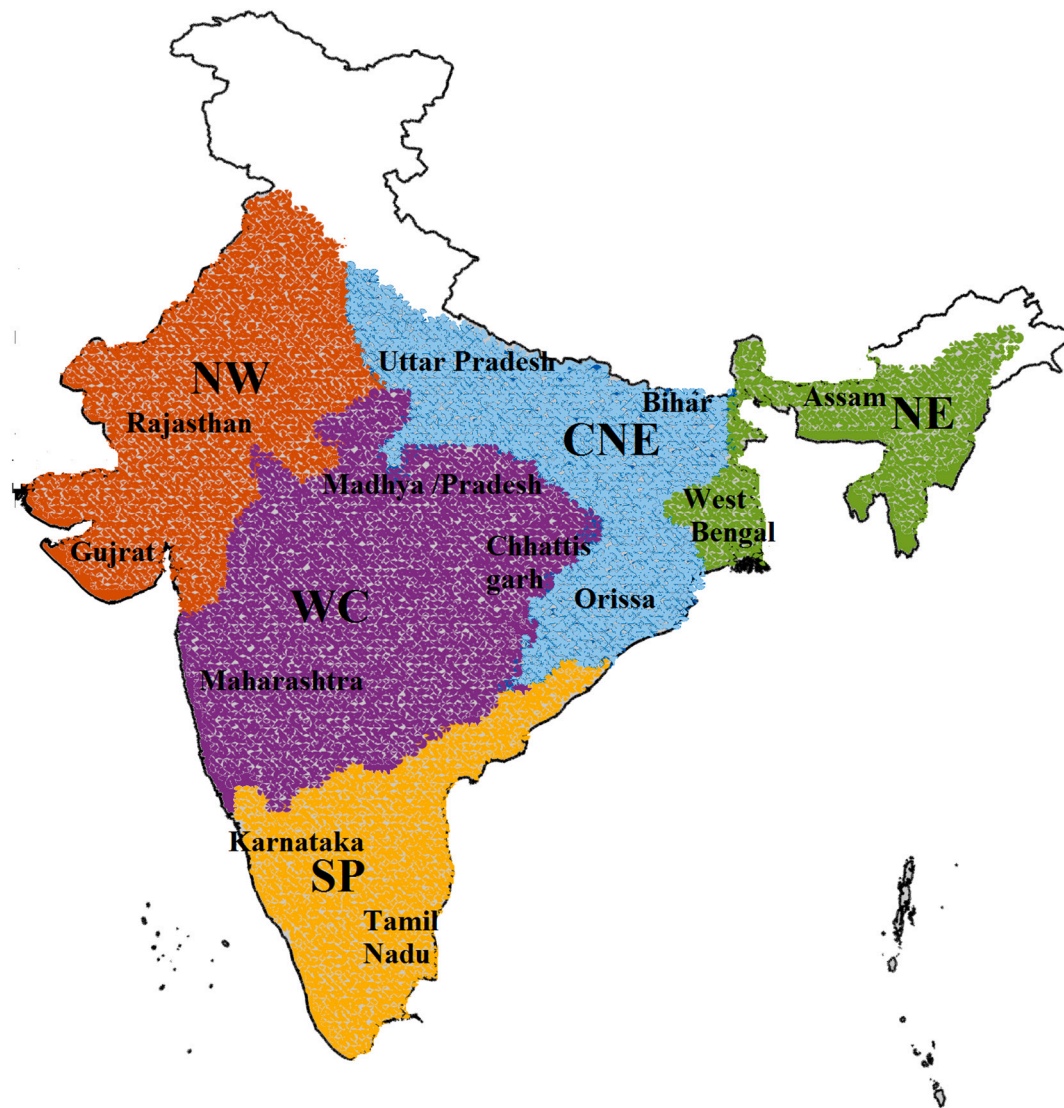 Uttar Pradesh
NW
Bihar
Assam
NE
Rajasthan
CNE
Madhya /Pradesh
West
Bengal
Gujrat
Chhattis
garh
WC
Orissa
Maharashtra
Karnataka
SP
Tamil
Nadu